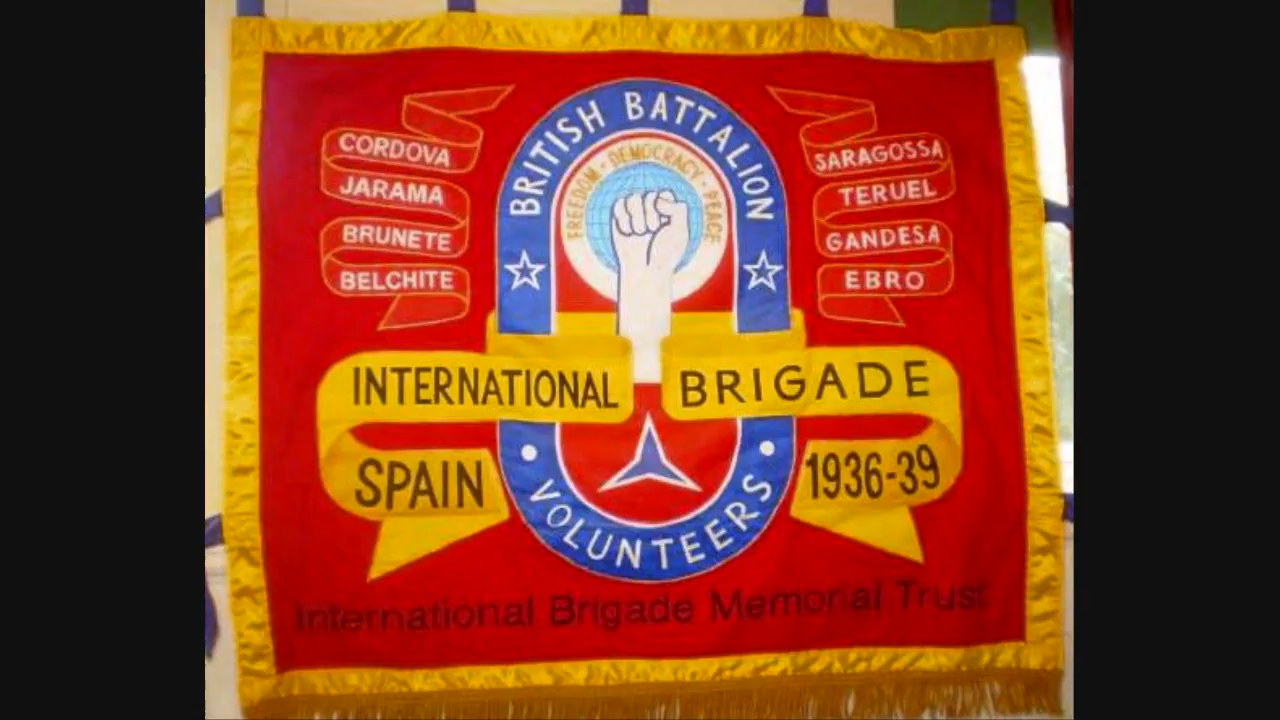 BRITISH BATTALION
FREEDOM · DEMOCRACY · PEACE
CORDOVA
JARAMA
BRUNETE
BELCHITE
SARAGOSSA
TERUEL
GANDESA
EBRO
INTERNATIONAL BRIGADE
SPAIN 1936-39
VOLUNTEERS
International Brigade Memorial Trust